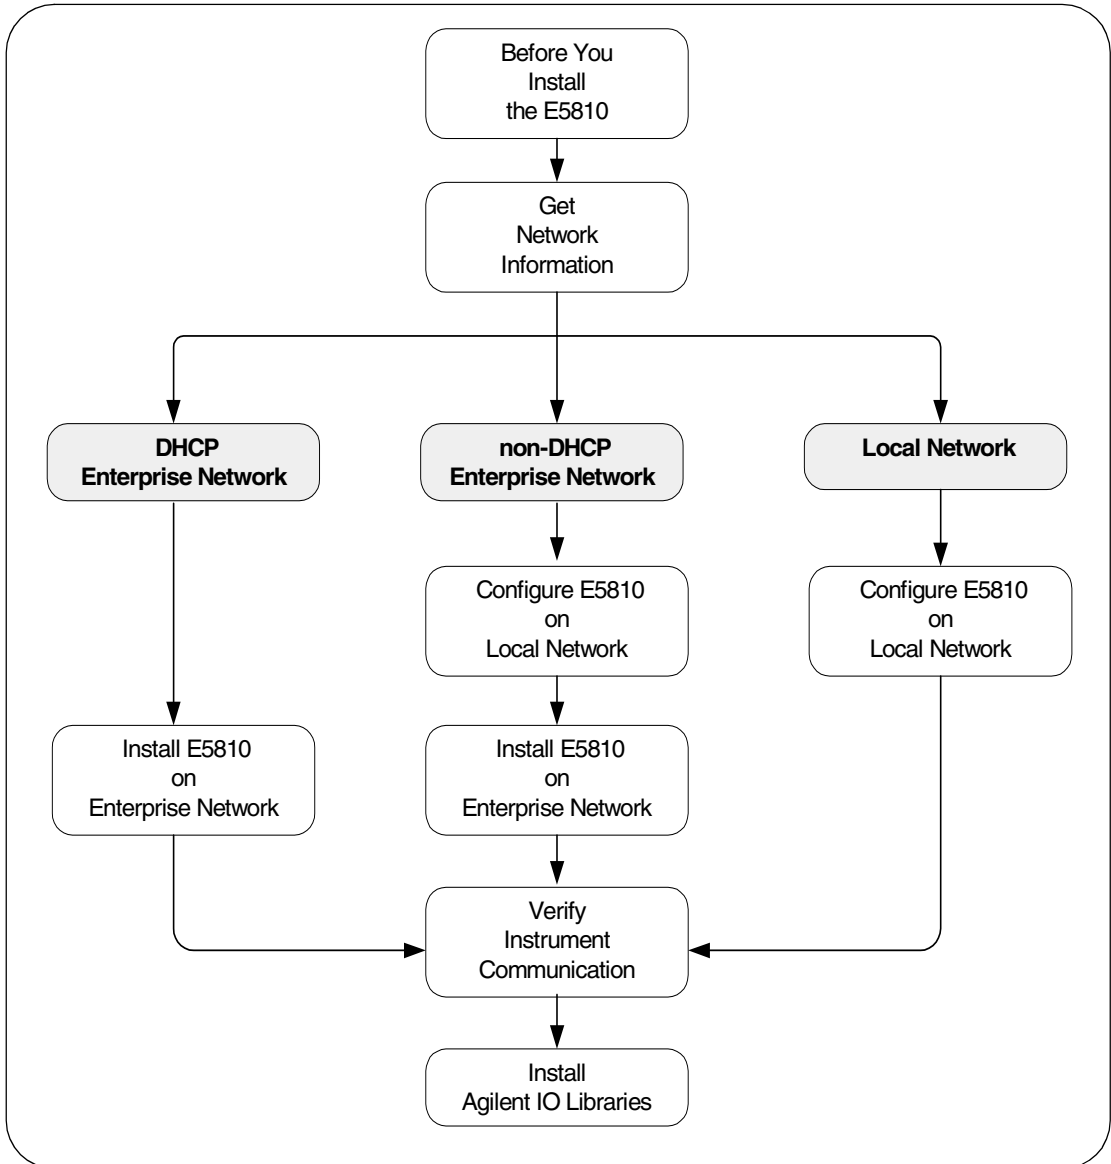 Before You
Install
the E5810
Get
Network
Information
DHCP
Enterprise Network
non-DHCP
Enterprise Network
Local Network
Configure E5810
on
Local Network
Configure E5810
on
Local Network
Install E5810
on
Enterprise Network
Install E5810
on
Enterprise Network
Verify
Instrument
Communication
Install
Agilent IO Libraries